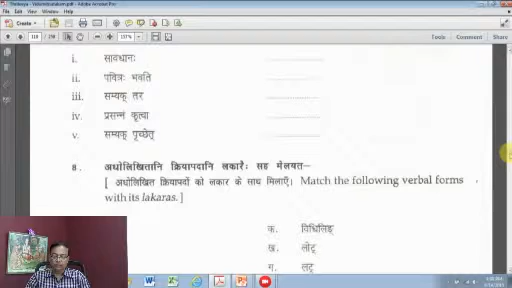 File Edit View Window Help
Create
137%
Tools Comment Share
i. सावधानः ....................
ii. पवित्रः भवति ....................
iii. सम्यक् तर ....................
iv. प्रसन्नं कृत्वा ....................
v. सम्यक् पृच्छेत् ....................
8. अधोलिखितानि क्रियापदानि लकारैः सह मेलयत–
[ अधोलिखित क्रियापदों को लकार के साथ मिलाएँ। Match the following verbal forms
with its lakaras. ]
क. विधिलिङ्
ख. लोट्
ग. लट्